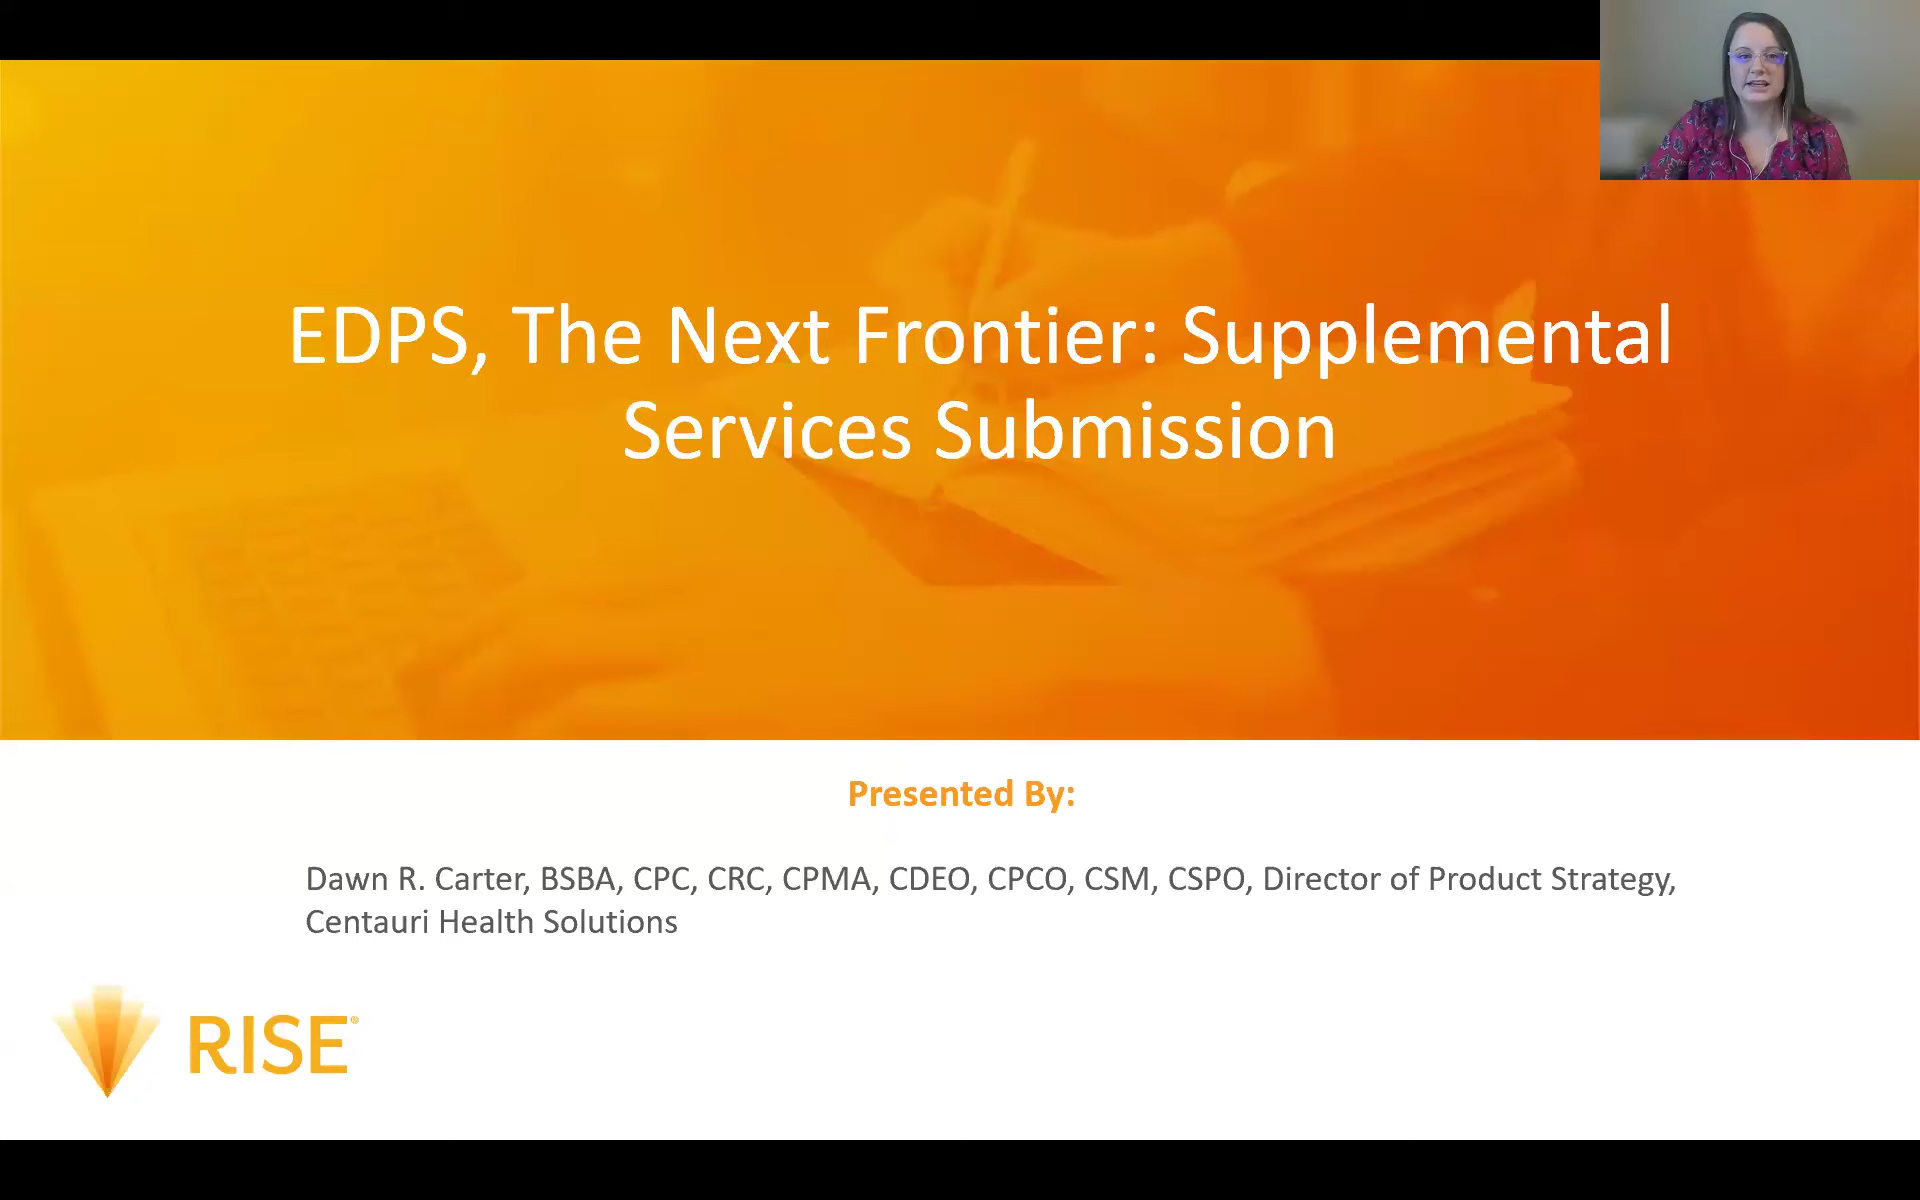 EDPS, The Next Frontier: Supplemental
Services Submission
Presented By:
Dawn R. Carter, BSBA, CPC, CRC, CPMA, CDEO, CPCO, CSM, CSPO, Director of Product Strategy,
Centauri Health Solutions
RISE®